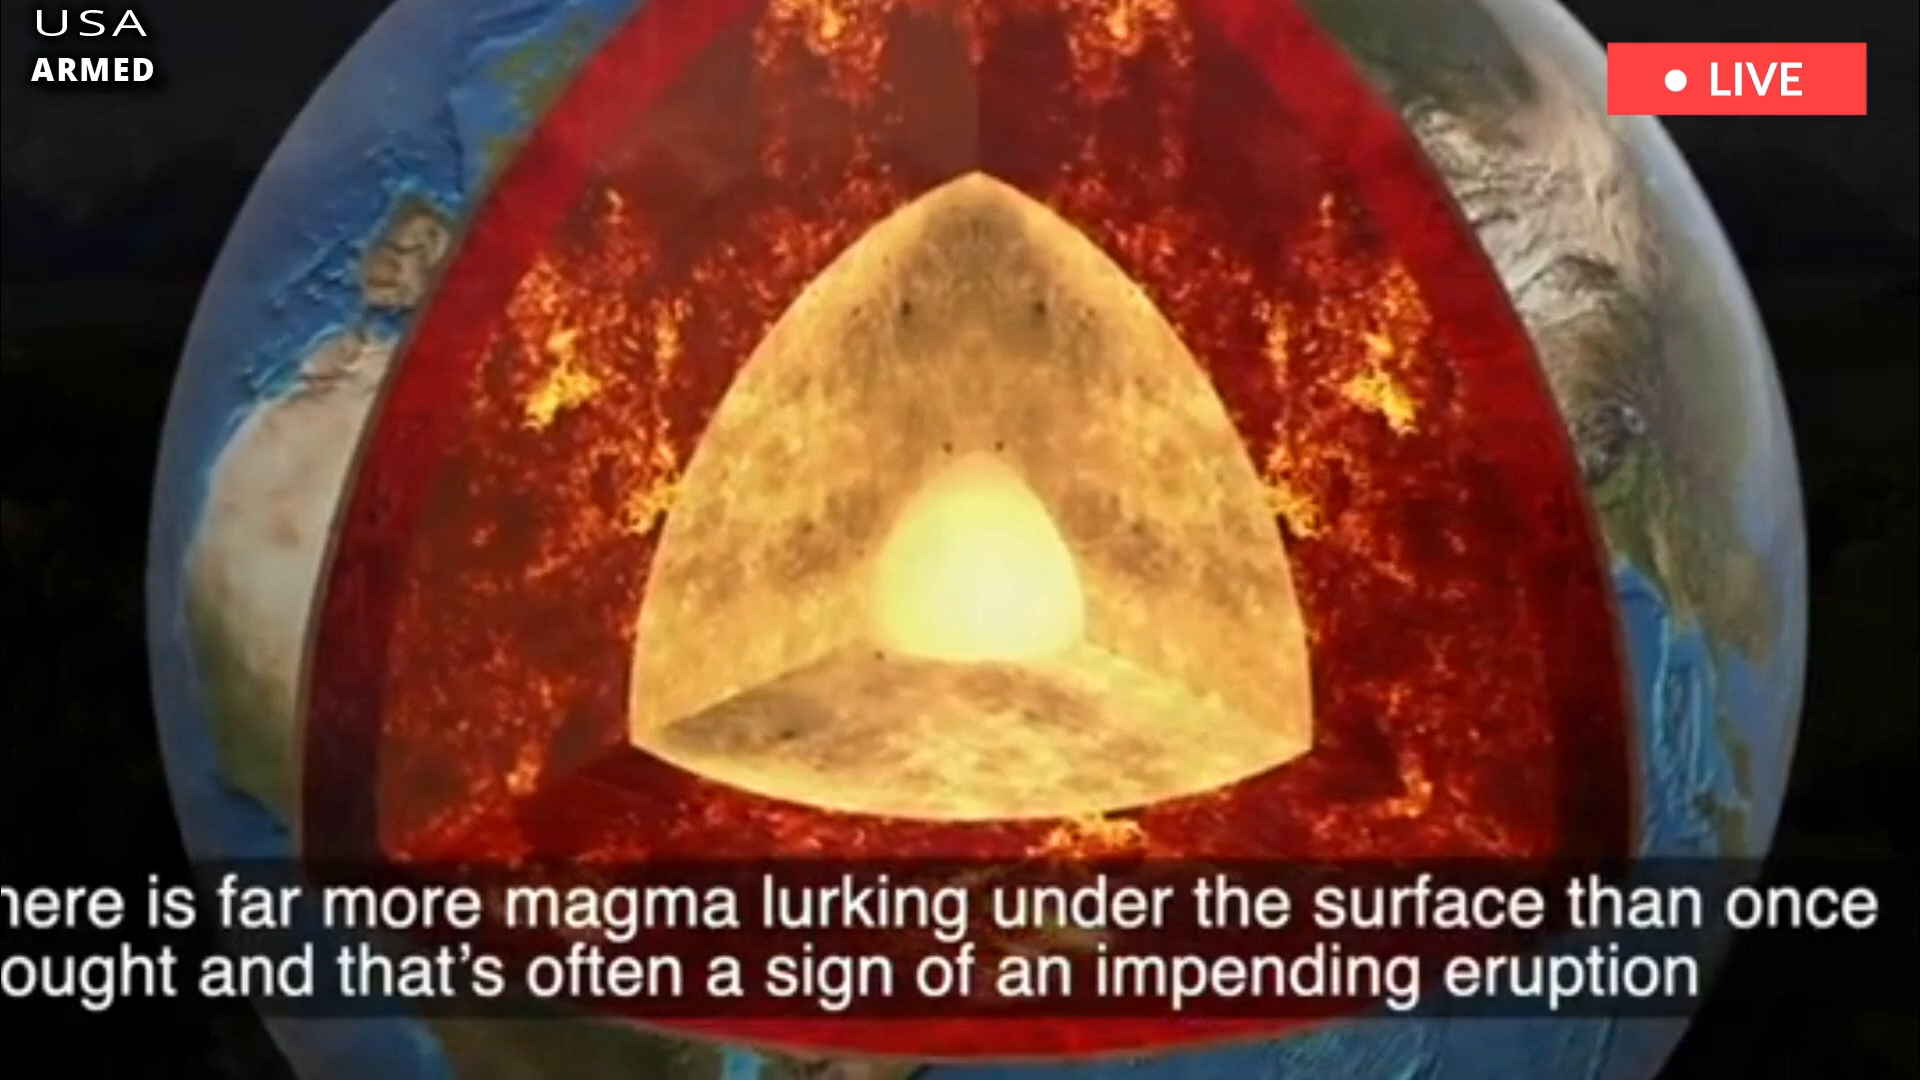 USA
ARMED
LIVE
here is far more magma lurking under the surface than once
ought and that's often a sign of an impending eruption